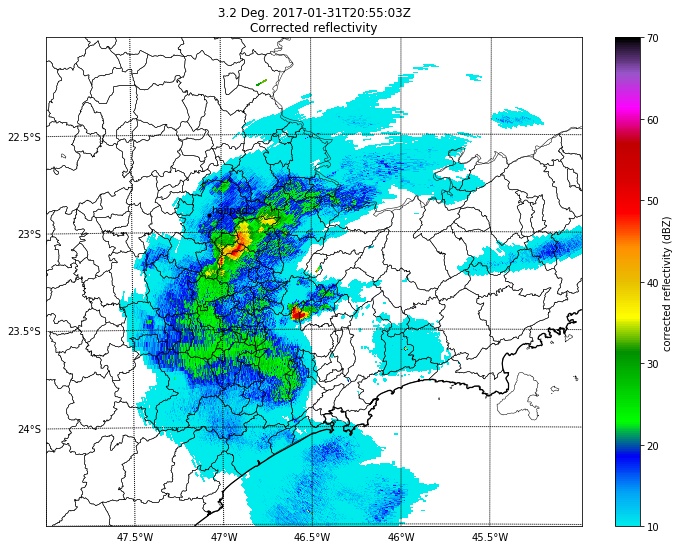 3.2 Deg. 2017-01-31T20:55:03Z
Corrected reflectivity
70
60
50
40
30
20
10
corrected reflectivity (dBZ)
22.5°S
23°S
23.5°S
24°S
47.5°W
47°W
46.5°W
46°W
45.5°W